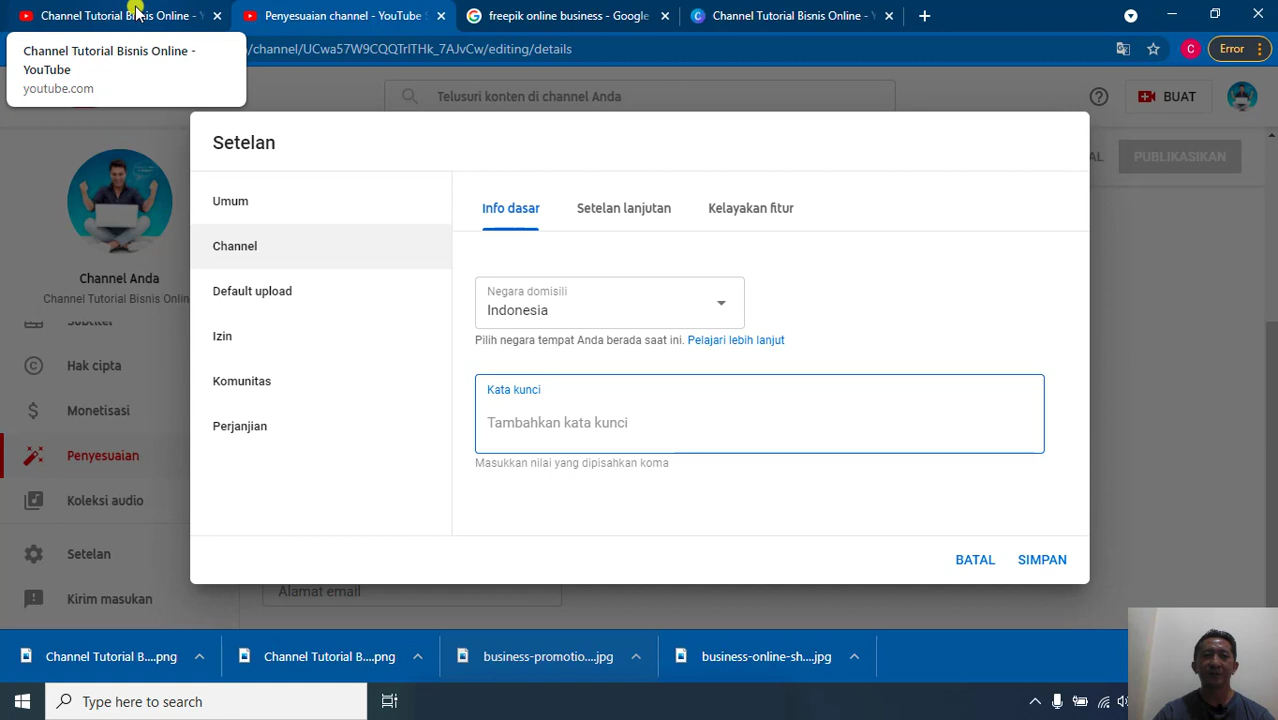 Channel Tutorial Bisnis Online - Y
Penyesuaian channel - YouTube S
freepik online business - Google
Channel Tutorial Bisnis Online -
Channel Tutorial Bisnis Online -
YouTube
youtube.com
/channel/UCwa57W9CQQTrlTHk_7AJvCw/editing/details
C
Error
Telusuri konten di channel Anda
BUAT
Setelan
AL
PUBLIKASIKAN
Umum
Channel
Default upload
Izin
Komunitas
Perjanjian
Info dasar
Setelan lanjutan
Kelayakan fitur
Negara domisili
Indonesia
Pilih negara tempat Anda berada saat ini. Pelajari lebih lanjut
Kata kunci
Tambahkan kata kunci
Masukkan nilai yang dipisahkan koma
BATAL
SIMPAN
Channel Anda
Channel Tutorial Bisnis Onlin
Subtitel
Hak cipta
Monetisasi
Penyesuaian
Koleksi audio
Setelan
Kirim masukan
Alamat email
Channel Tutorial B....png
Channel Tutorial B....png
business-promotio....jpg
business-online-sh....jpg
Type here to search